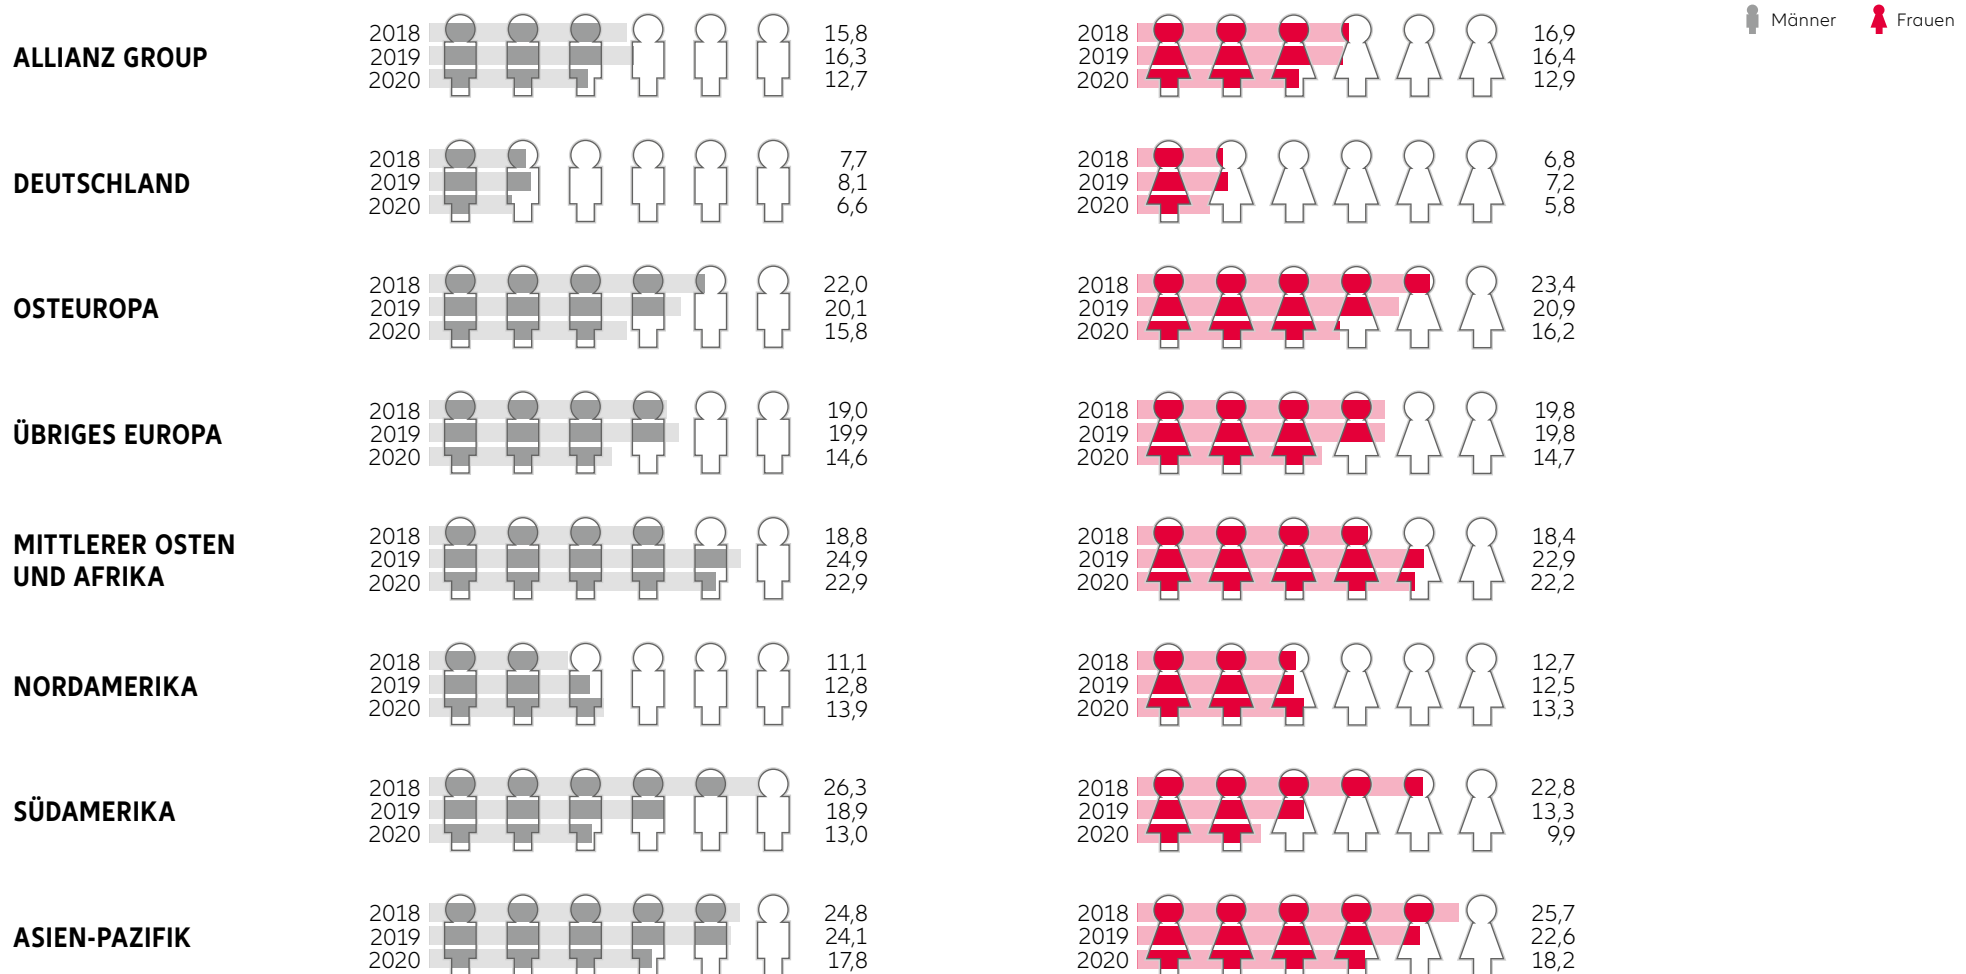 Männer Frauen
ALLIANZ GROUP
2018 15,8 2018 16,9
2019 16,3 2019 16,4
2020 12,7 2020 12,9
DEUTSCHLAND
2018 7,7 2018 6,8
2019 8,1 2019 7,2
2020 6,6 2020 5,8
OSTEUROPA
2018 22,0 2018 23,4
2019 20,1 2019 20,9
2020 15,8 2020 16,2
ÜBRIGES EUROPA
2018 19,0 2018 19,8
2019 19,9 2019 19,8
2020 14,6 2020 14,7
MITTLERER OSTEN
UND AFRIKA
2018 18,8 2018 18,4
2019 24,9 2019 22,9
2020 22,9 2020 22,2
NORDAMERIKA
2018 11,1 2018 12,7
2019 12,8 2019 12,5
2020 13,9 2020 13,3
SÜDAMERIKA
2018 26,3 2018 22,8
2019 18,9 2019 13,3
2020 13,0 2020 9,9
ASIEN-PAZIFIK
2018 24,8 2018 25,7
2019 24,1 2019 22,6
2020 17,8 2020 18,2